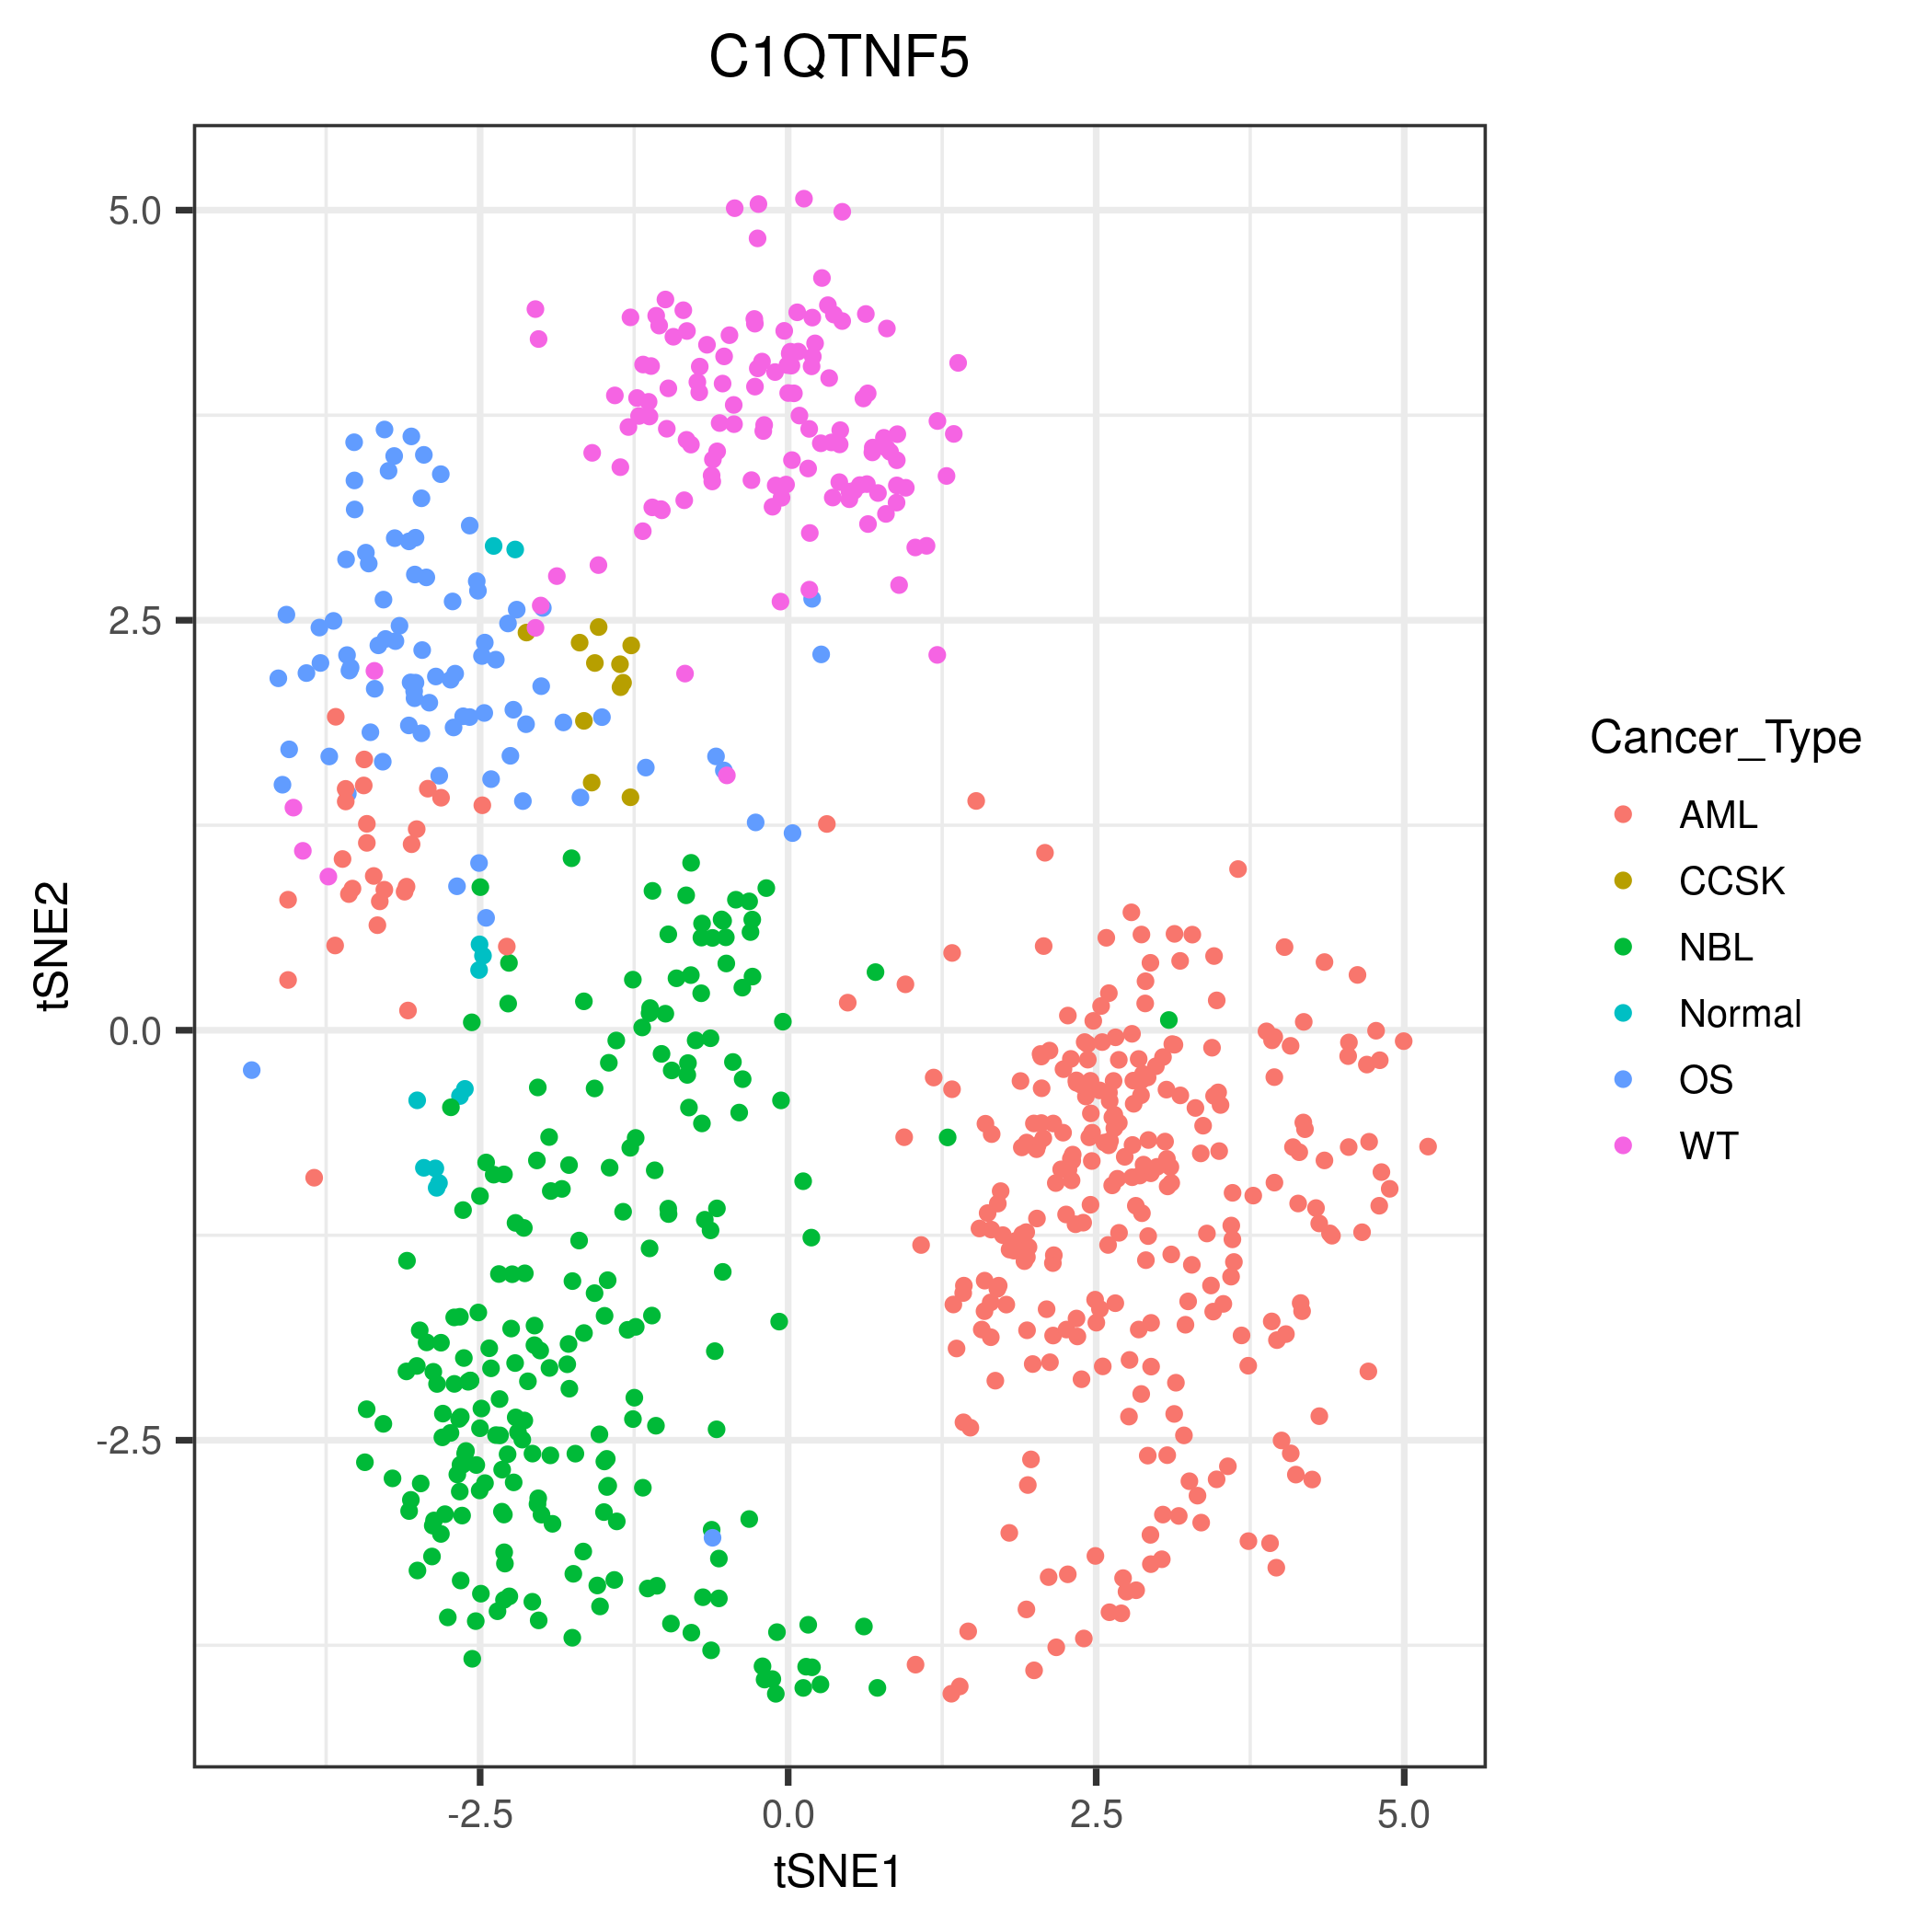 C1QTNF5
5.0
2.5
0.0
-2.5
tSNE2
-2.5
0.0
2.5
5.0
tSNE1
Cancer_Type
AML
CCSK
NBL
Normal
OS
WT